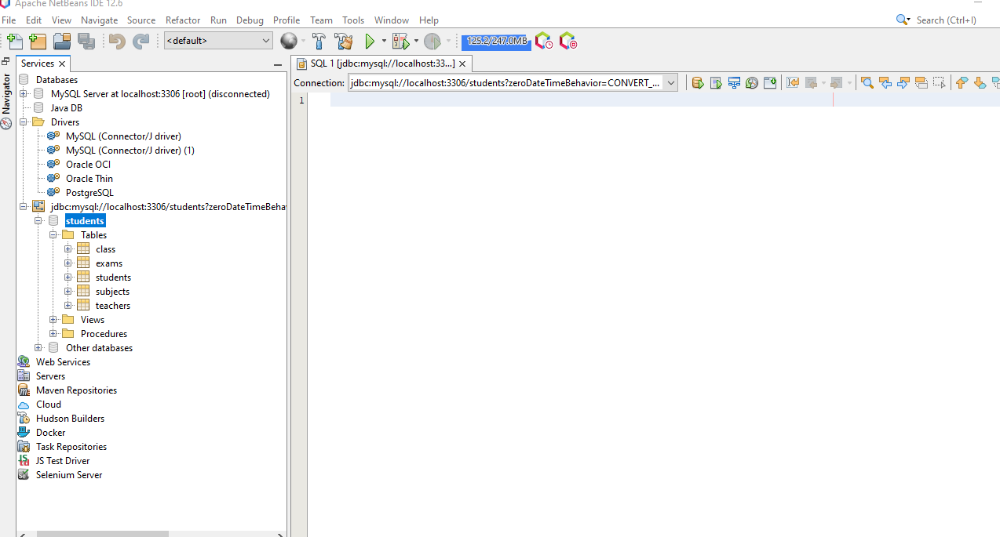 Apache NetBeans IDE 12.6
File Edit View Navigate Source Refactor Run Debug Profile Team Tools Window Help
Search (Ctrl+I)
<default>
125.2/247.0MB
Services
Navigator
Databases
MySQL Server at localhost:3306 [root] (disconnected)
Java DB
Drivers
MySQL (Connector/J driver)
MySQL (Connector/J driver) (1)
Oracle OCI
Oracle Thin
PostgreSQL
jdbc:mysql://localhost:3306/students?zeroDateTimeBeha
students
Tables
class
exams
students
subjects
teachers
Views
Procedures
Other databases
Web Services
Servers
Maven Repositories
Cloud
Hudson Builders
Docker
Task Repositories
JS Test Driver
Selenium Server
SQL 1 [jdbc:mysql://localhost:33...]
Connection: jdbc:mysql://localhost:3306/students?zeroDateTimeBehavior=CONVERT_...
1